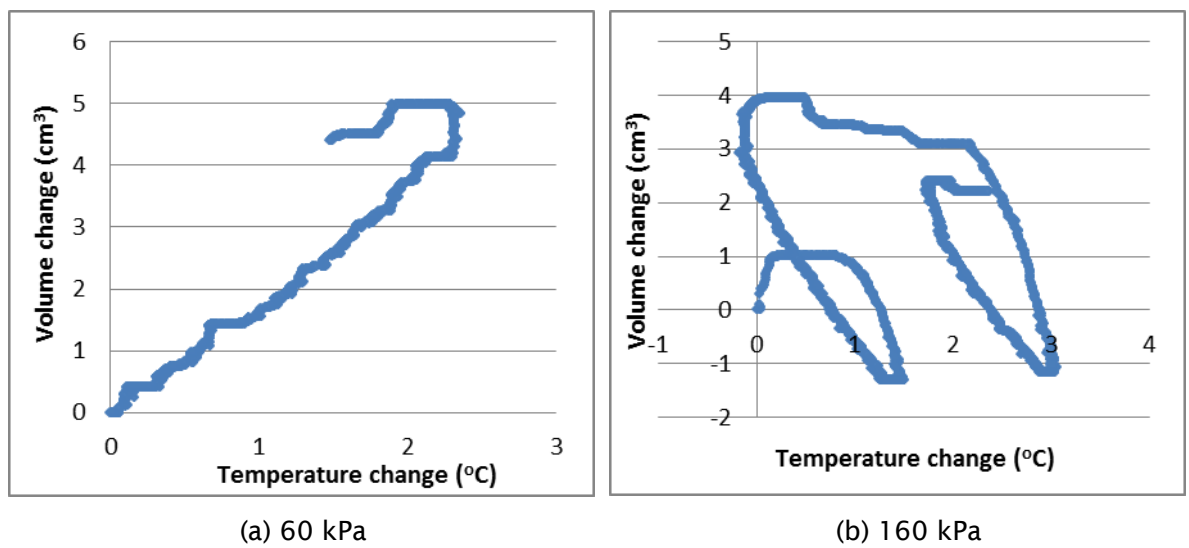 6
5
4
3
2
1
0
0 1 2 3
Volume change (cm³)
Temperature change (ºC)
(a) 60 kPa
5
4
3
2
1
0
-1
-2
-1 0 1 2 3 4
Volume change (cm³)
Temperature change (ºC)
(b) 160 kPa